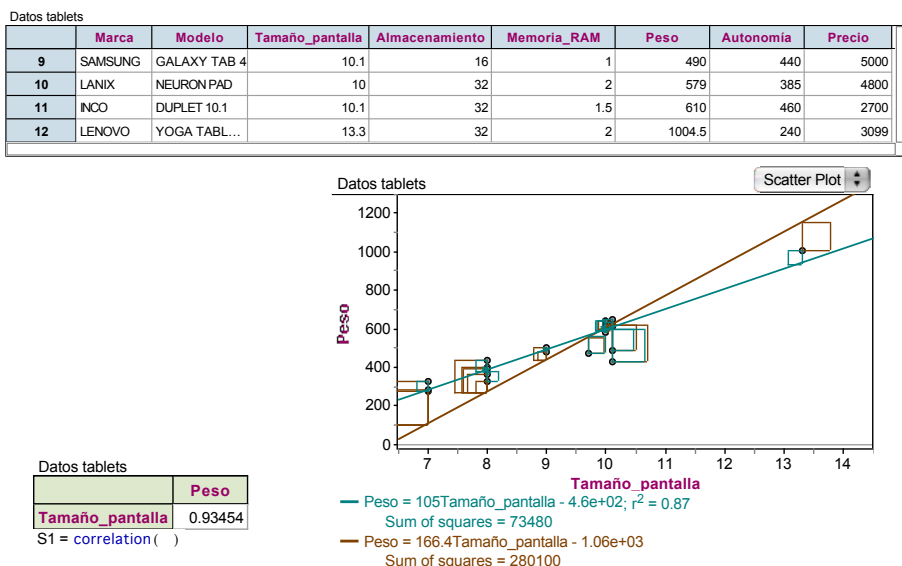 Datos tablets
Marca Modelo Tamaño_pantalla Almacenamiento Memoria_RAM Peso Autonomía Precio
9 SAMSUNG GALAXY TAB 4 10.1 16 1 490 440 5000
10 LANIX NEURON PAD 10 32 579 385 4800
11 INCO DUPLET 10.1 10.1 32 1.5 610 460 2700
12 LENOVO YOGA TABL... 13.3 32 2 1004.5 240 3099
Datos tablets
Scatter Plot
1200
1000
800
600
400
200
0
Peso
7 8 9 10 11 12 13 14
Tamaño_pantalla
Peso = 105Tamaño_pantalla - 4.6e+02; r² = 0.87
Sum of squares = 73480
Peso = 166.4Tamaño_pantalla - 1.06e+03
Sum of squares = 280100
Datos tablets
Peso
Tamaño_pantalla 0.93454
S1 = correlation ( )